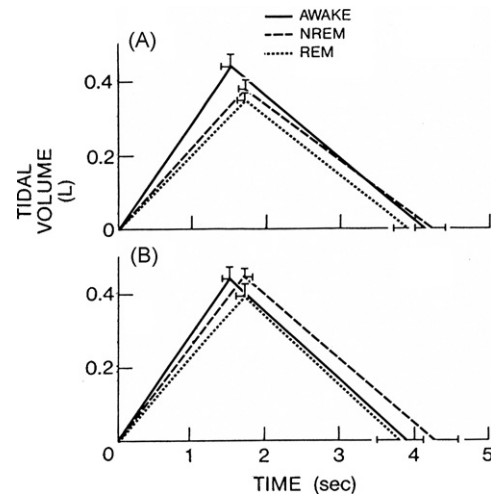 AWAKE
NREM
REM
(A)
0.4
0.2
0
TIDAL
VOLUME
(L)
(B)
0.4
0.2
0
0 1 2 3 4 5
TIME (sec)